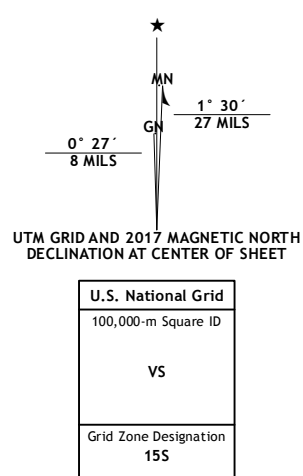 ★
MN
1° 30´
27 MILS
GN
0° 27´
8 MILS
UTM GRID AND 2017 MAGNETIC NORTH
DECLINATION AT CENTER OF SHEET
U.S. National Grid
100,000-m Square ID
VS
Grid Zone Designation
15S